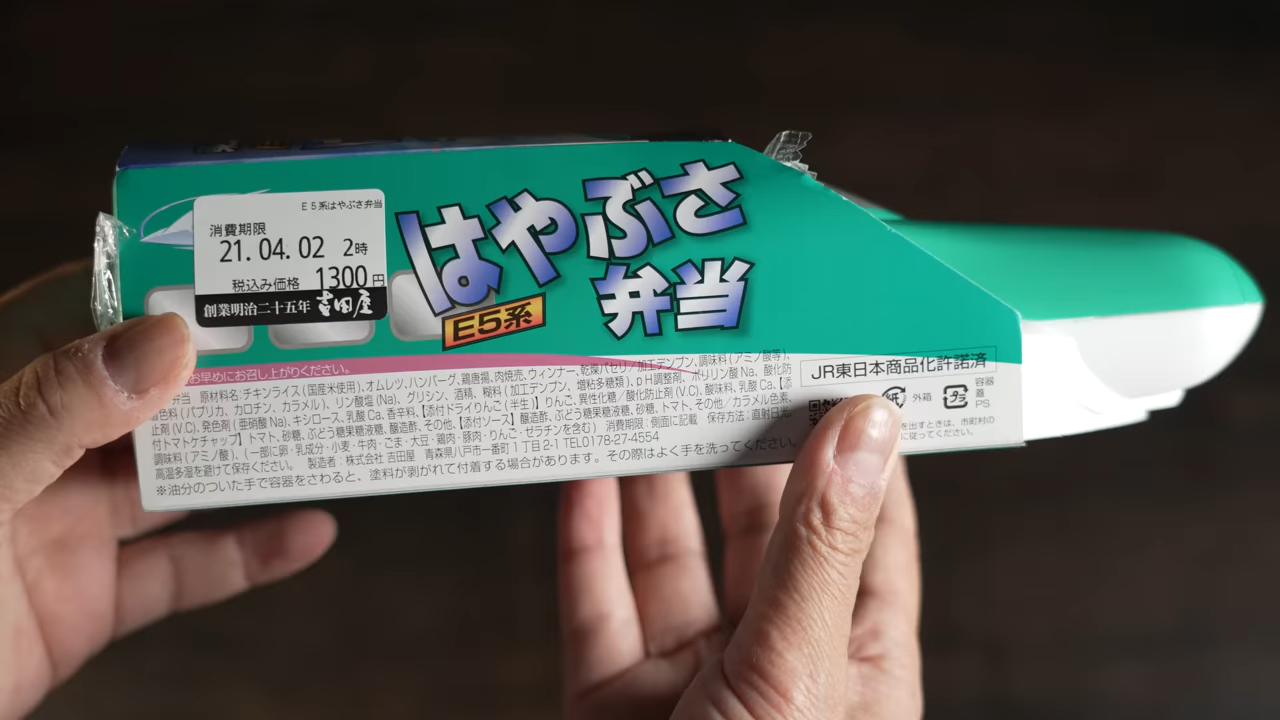 E5系はやぶさ弁当
消費期限
21.04.02 2時
税込み価格 1300円
創業明治二十五年 吉田屋
はやぶさ
弁当
E5系
お早めにお召し上がりください。
弁当 原材料名:チキンライス(国産米使用)、オムレツ、ハンバーグ、鶏唐揚、肉焼売、ウィンナー、乾燥パセリ/加工デンプン、調味料(アミノ酸等)、
着色料(パプリカ、カロチン、カラメル)、リン酸塩(Na)、グリシン、酒精、糊料(加工デンプン、増粘多糖類)、pH調整剤、ポリリン酸Na、酸化防
止剤(V.C)、発色剤(亜硝酸Na)、キシロース、乳酸Ca、香辛料、【添付ドライりんご(半生)】りんご、異性化糖/酸化防止剤(V.C)、酸味料、乳酸Ca、【添
付トマトケチャップ】トマト、砂糖、ぶどう糖果糖液糖、醸造酢、その他、【添付ソース】醸造酢、ぶどう糖果糖液糖、砂糖、トマト、その他/カラメル色素、
調味料(アミノ酸)、(一部に卵・乳成分・小麦・牛肉・ごま・大豆・鶏肉・豚肉・りんご・ゼラチンを含む) 消費期限:側面に記載 保存方法:直射日光、
高温多湿を避けて保存ください。 製造者:株式会社 吉田屋 青森県八戸市一番町1丁目2-1 TEL0178-27-4554
※油分のついた手で容器をさわると、塗料が剥がれて付着する場合があります。その際はよく手を洗ってください。
JR東日本商品化許諾済
紙 外箱 プラ 容器
蓋
PS
出すときは、市町村の
に従ってください。